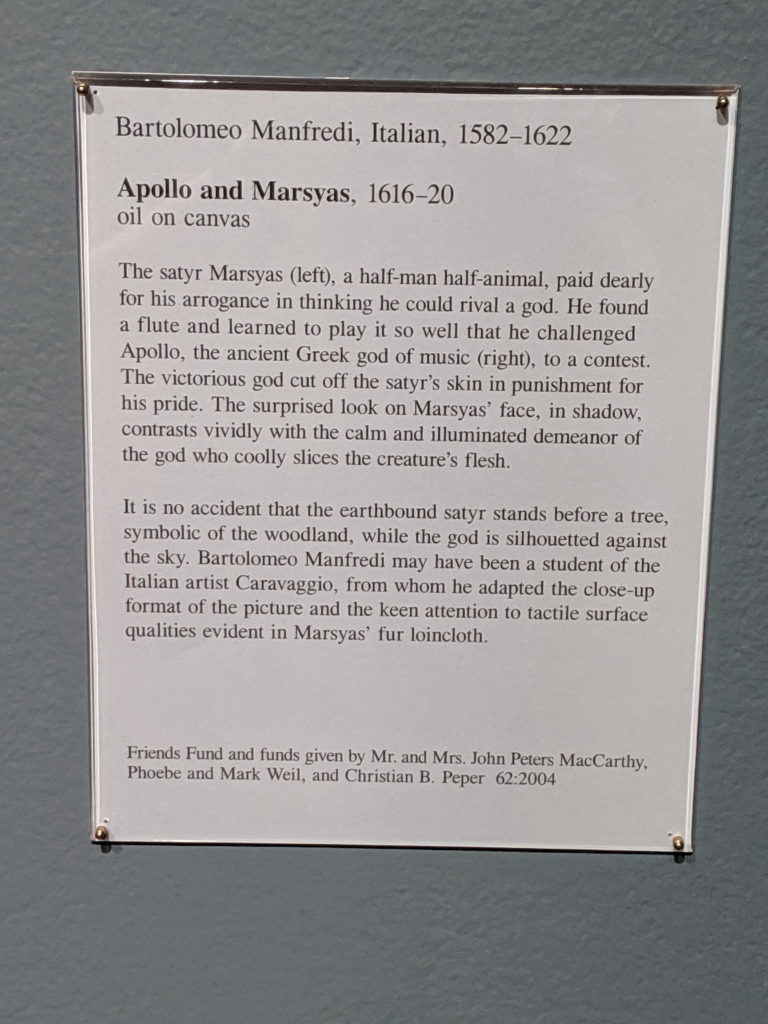 Bartolomeo Manfredi, Italian, 1582–1622
Apollo and Marsyas, 1616–20
oil on canvas
The satyr Marsyas (left), a half-man half-animal, paid dearly
for his arrogance in thinking he could rival a god. He found
a flute and learned to play it so well that he challenged
Apollo, the ancient Greek god of music (right), to a contest.
The victorious god cut off the satyr's skin in punishment for
his pride. The surprised look on Marsyas' face, in shadow,
contrasts vividly with the calm and illuminated demeanor of
the god who coolly slices the creature's flesh.
It is no accident that the earthbound satyr stands before a tree,
symbolic of the woodland, while the god is silhouetted against
the sky. Bartolomeo Manfredi may have been a student of the
Italian artist Caravaggio, from whom he adapted the close-up
format of the picture and the keen attention to tactile surface
qualities evident in Marsyas' fur loincloth.
Friends Fund and funds given by Mr. and Mrs. John Peters MacCarthy,
Phoebe and Mark Weil, and Christian B. Peper 62:2004